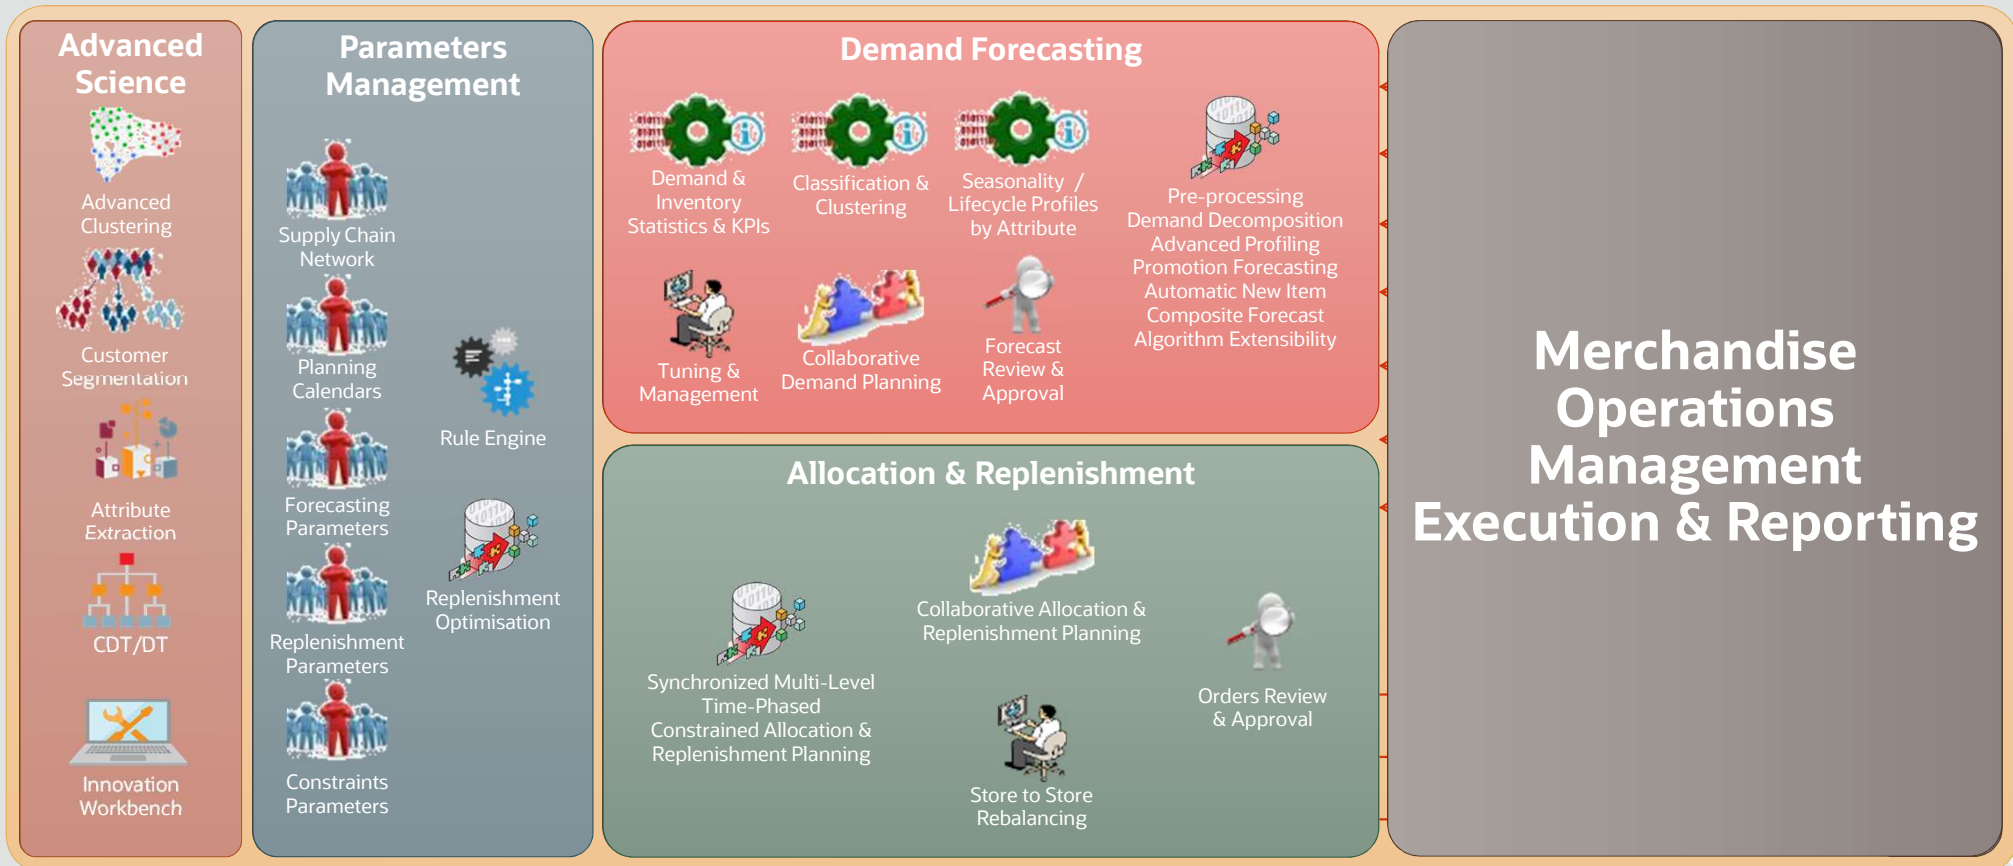 Advanced
Science
Advanced
Clustering
Customer
Segmentation
Attribute
Extraction
CDT/DT
Innovation
Workbench
Parameters
Management
Supply Chain
Network
Planning
Calendars
Forecasting
Parameters
Replenishment
Parameters
Constraints
Parameters
Rule Engine
Replenishment
Optimisation
Demand Forecasting
Demand &
Inventory
Statistics & KPIs
Classification &
Clustering
Seasonality /
Lifecycle Profiles
by Attribute
Pre-processing
Demand Decomposition
Advanced Profiling
Promotion Forecasting
Automatic New Item
Composite Forecast
Algorithm Extensibility
Tuning &
Management
Collaborative
Demand Planning
Forecast
Review &
Approval
Allocation & Replenishment
Synchronized Multi-Level
Time-Phased
Constrained Allocation &
Replenishment Planning
Collaborative Allocation &
Replenishment Planning
Store to Store
Rebalancing
Orders Review
& Approval
Merchandise
Operations
Management
Execution & Reporting